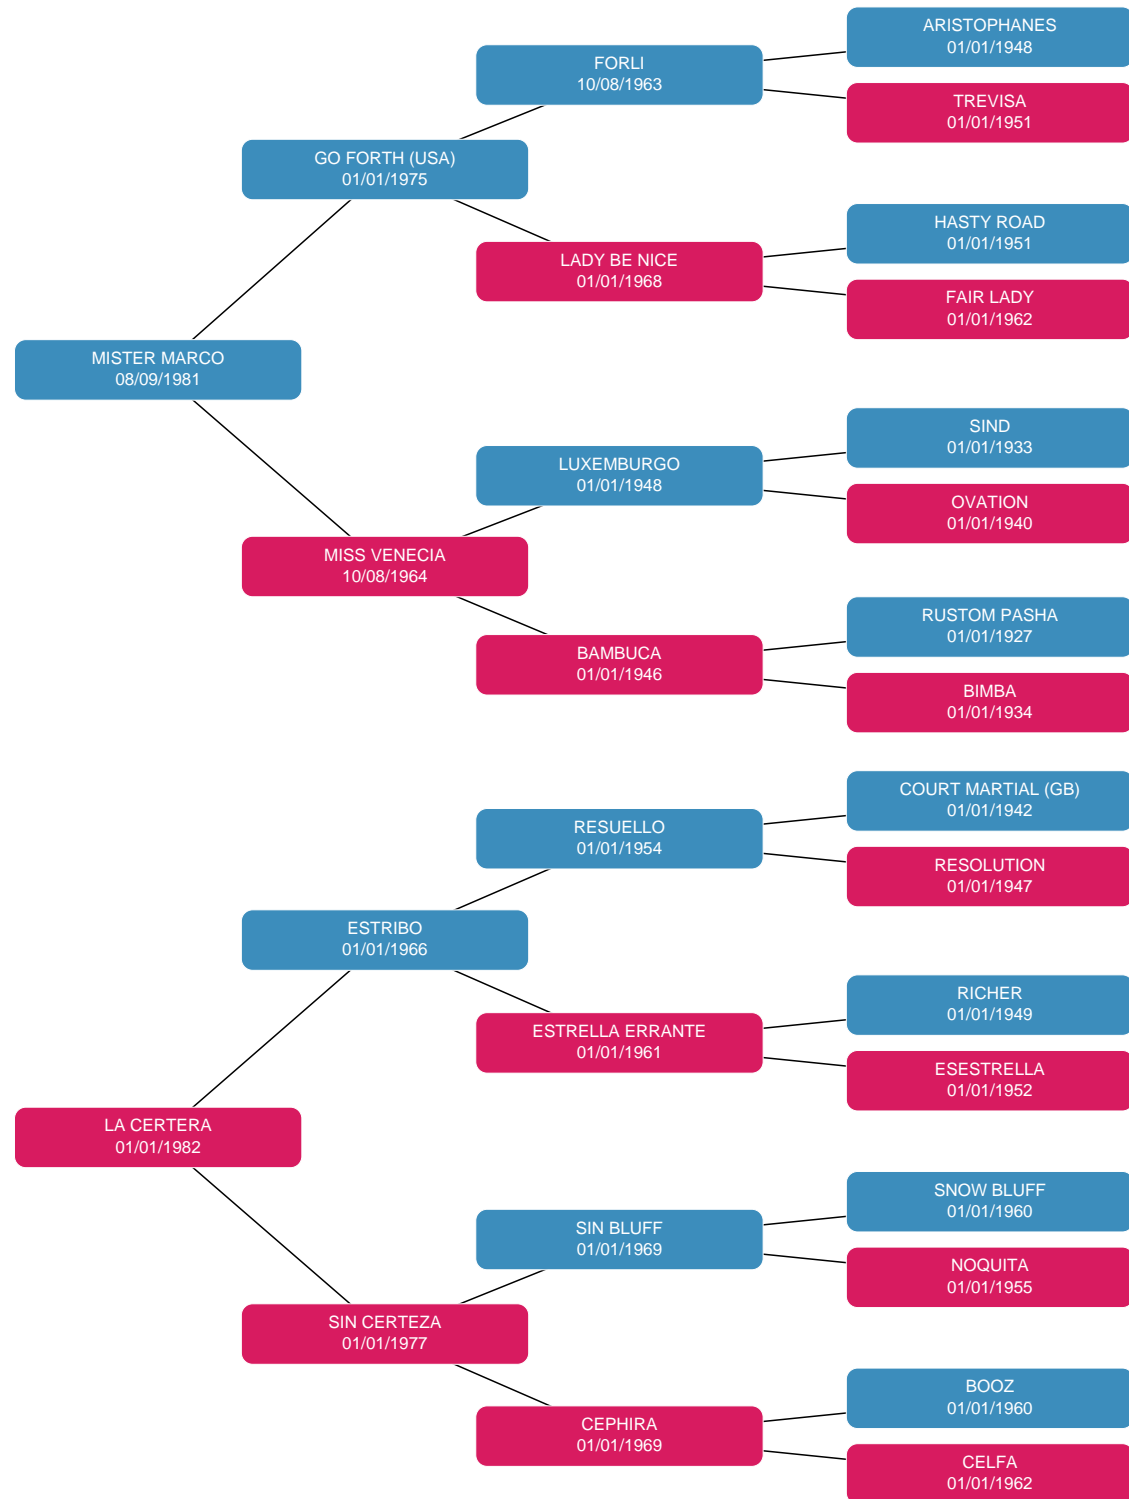 ARISTOPHANES
01/01/1948
FORLI
10/08/1963
TREVISA
01/01/1951
GO FORTH (USA)
01/01/1975
HASTY ROAD
01/01/1951
LADY BE NICE
01/01/1968
FAIR LADY
01/01/1962
MISTER MARCO
08/09/1981
SIND
01/01/1933
LUXEMBURGO
01/01/1948
OVATION
01/01/1940
MISS VENECIA
10/08/1964
RUSTOM PASHA
01/01/1927
BAMBUCA
01/01/1946
BIMBA
01/01/1934
COURT MARTIAL (GB)
01/01/1942
RESUELLO
01/01/1954
RESOLUTION
01/01/1947
ESTRIBO
01/01/1966
RICHER
01/01/1949
ESTRELLA ERRANTE
01/01/1961
ESESTRELLA
01/01/1952
LA CERTERA
01/01/1982
SNOW BLUFF
01/01/1960
SIN BLUFF
01/01/1969
NOQUITA
01/01/1955
SIN CERTEZA
01/01/1977
BOOZ
01/01/1960
CEPHIRA
01/01/1969
CELFA
01/01/1962